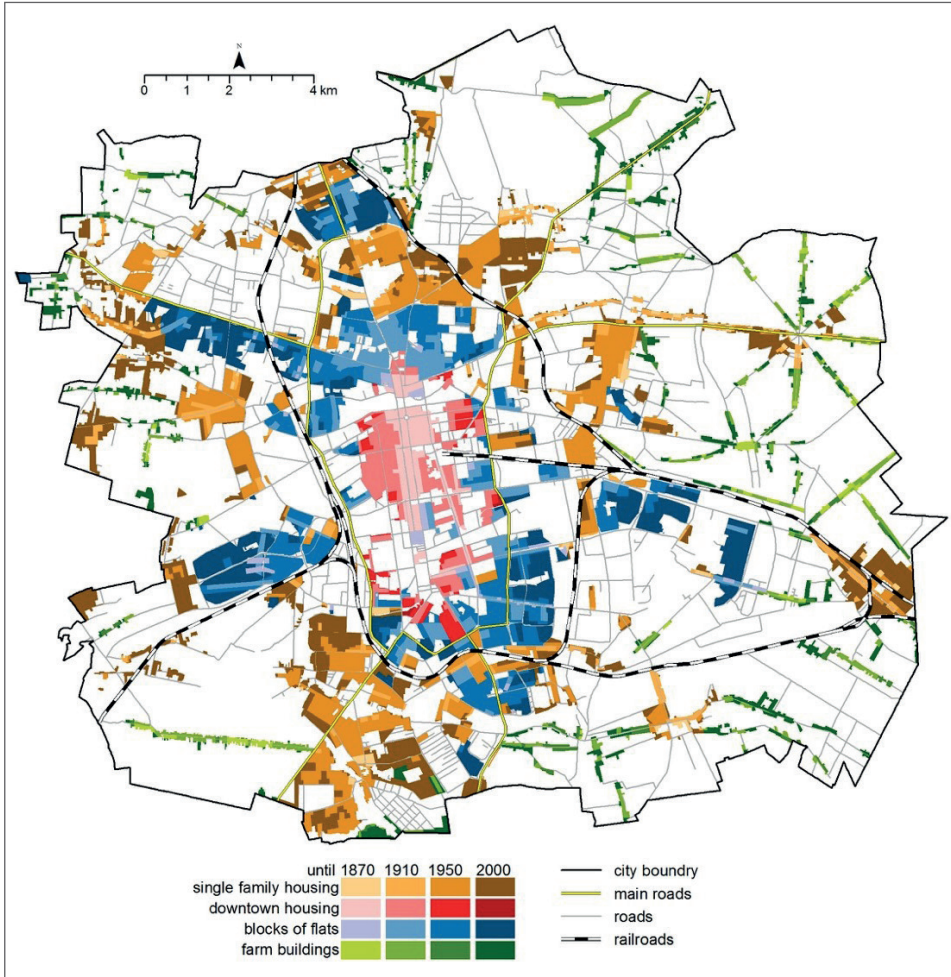 N
0 2 4 km
until 1870 1910 1950 2000
single family housing
downtown housing
blocks of flats
farm buildings
city boundry
main roads
roads
railroads